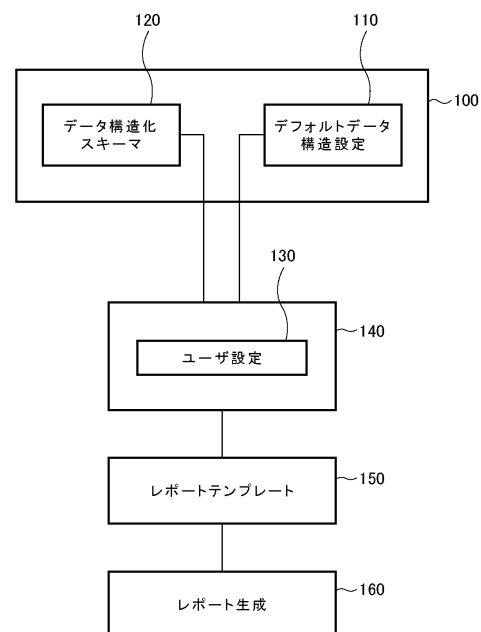 120
110
100
データ構造化
スキーマ
デフォルトデータ
構造設定
130
140
ユーザ設定
レポートテンプレート
150
レポート生成
160